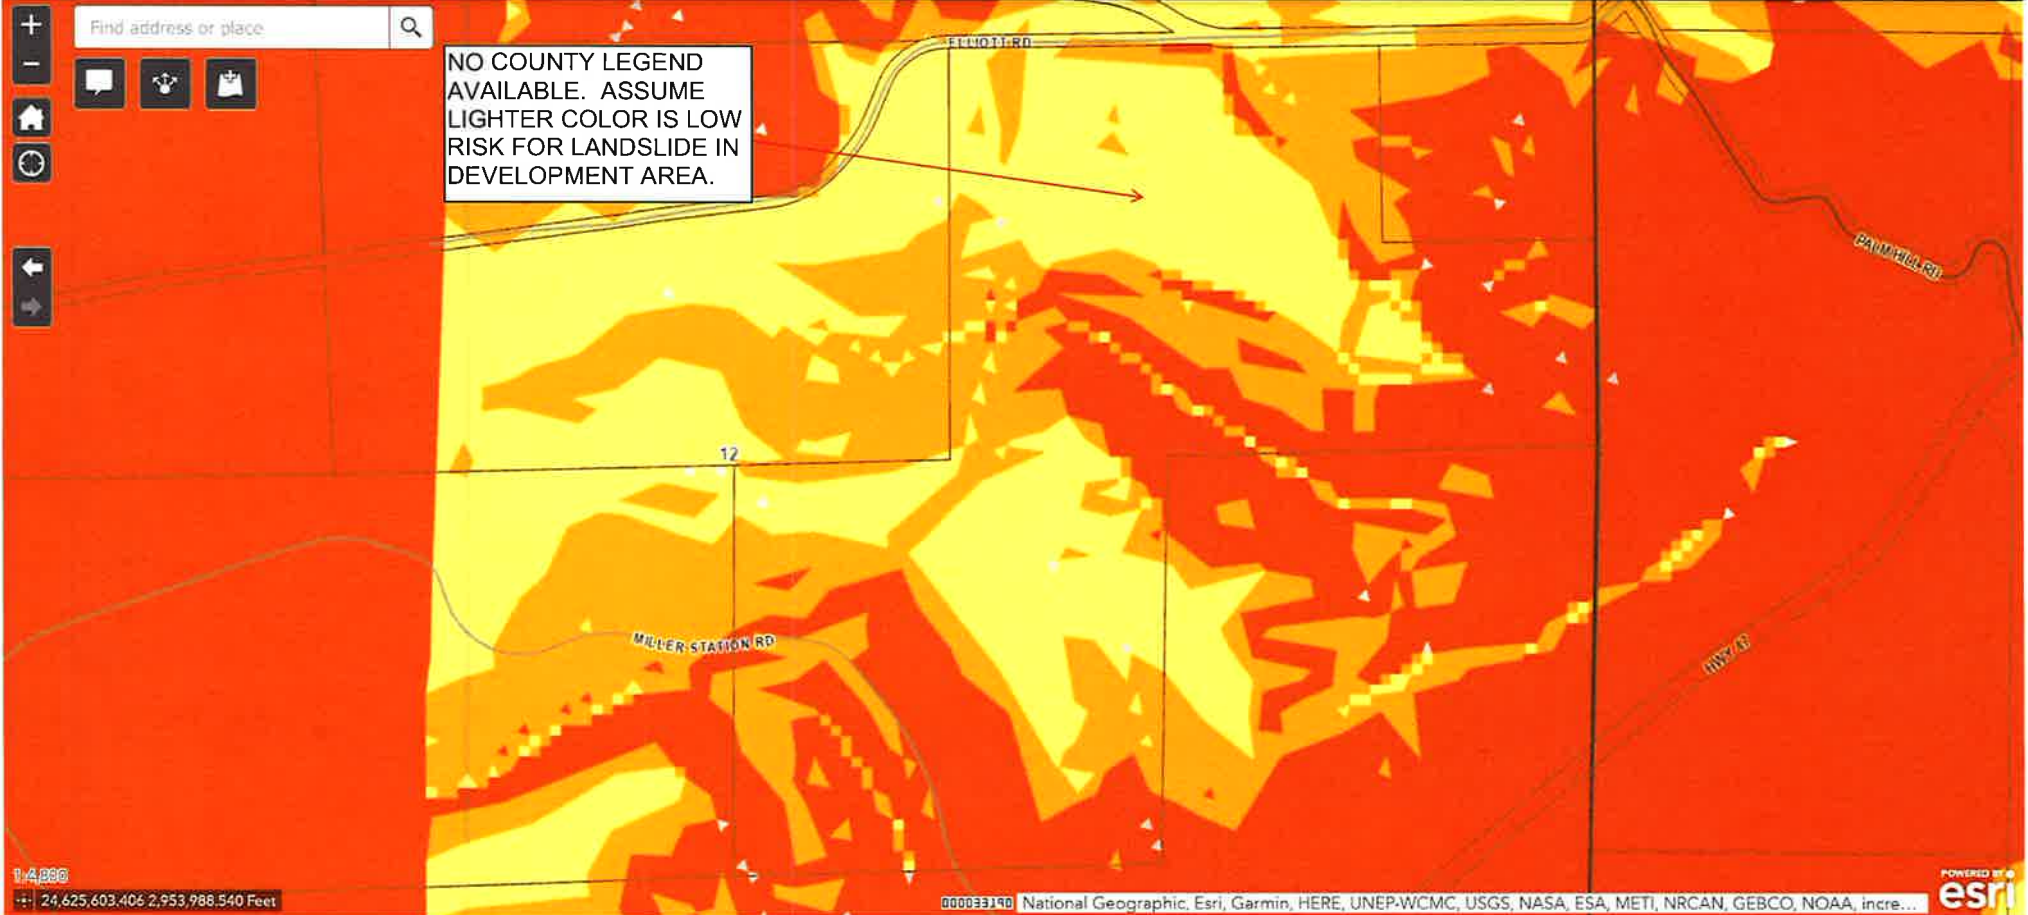 Find address or place
NO COUNTY LEGEND
AVAILABLE. ASSUME
LIGHTER COLOR IS LOW
RISK FOR LANDSLIDE IN
DEVELOPMENT AREA.
ELLIOTT RD
PALM HILL RD
12
MILLER STATION RD
HWY 47
1:4,800
24,625,603.406 2,953,988.540 Feet
000033190
National Geographic, Esri, Garmin, HERE, UNEP-WCMC, USGS, NASA, ESA, METI, NRCAN, GEBCO, NOAA, incre...
POWERED BY
esri